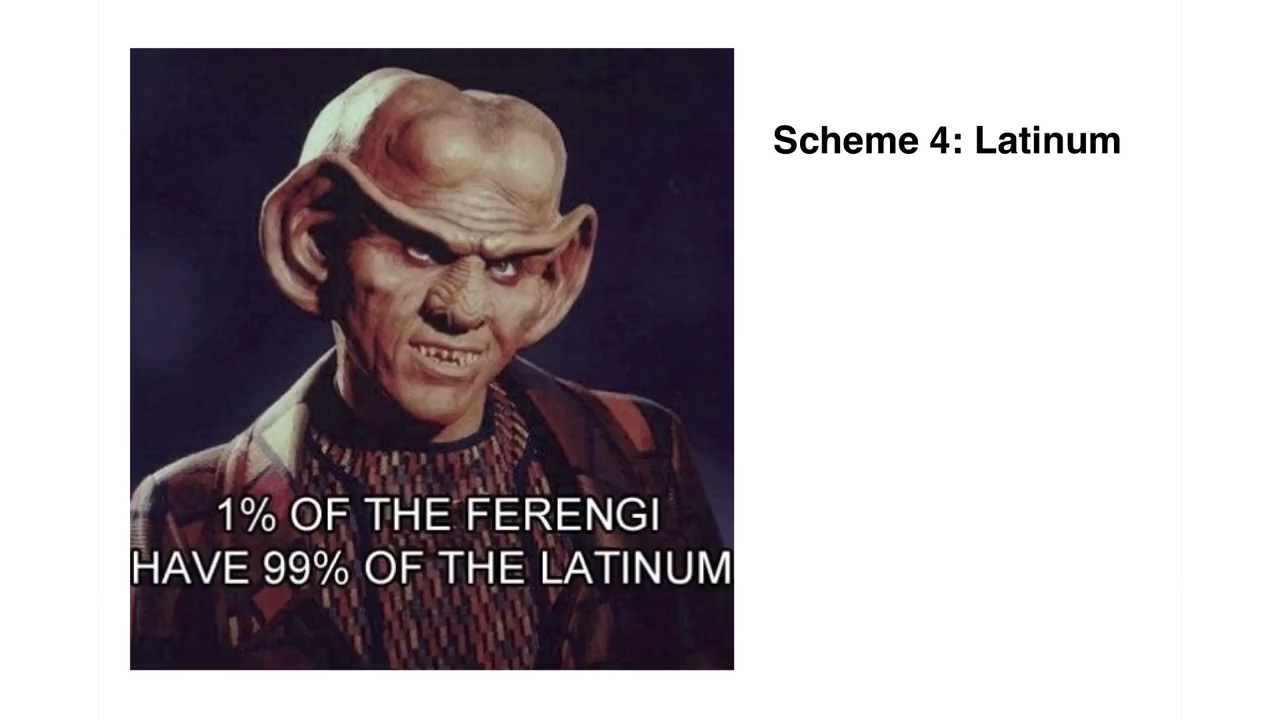 Scheme 4: Latinum
1% OF THE FERENGI
HAVE 99% OF THE LATINUM